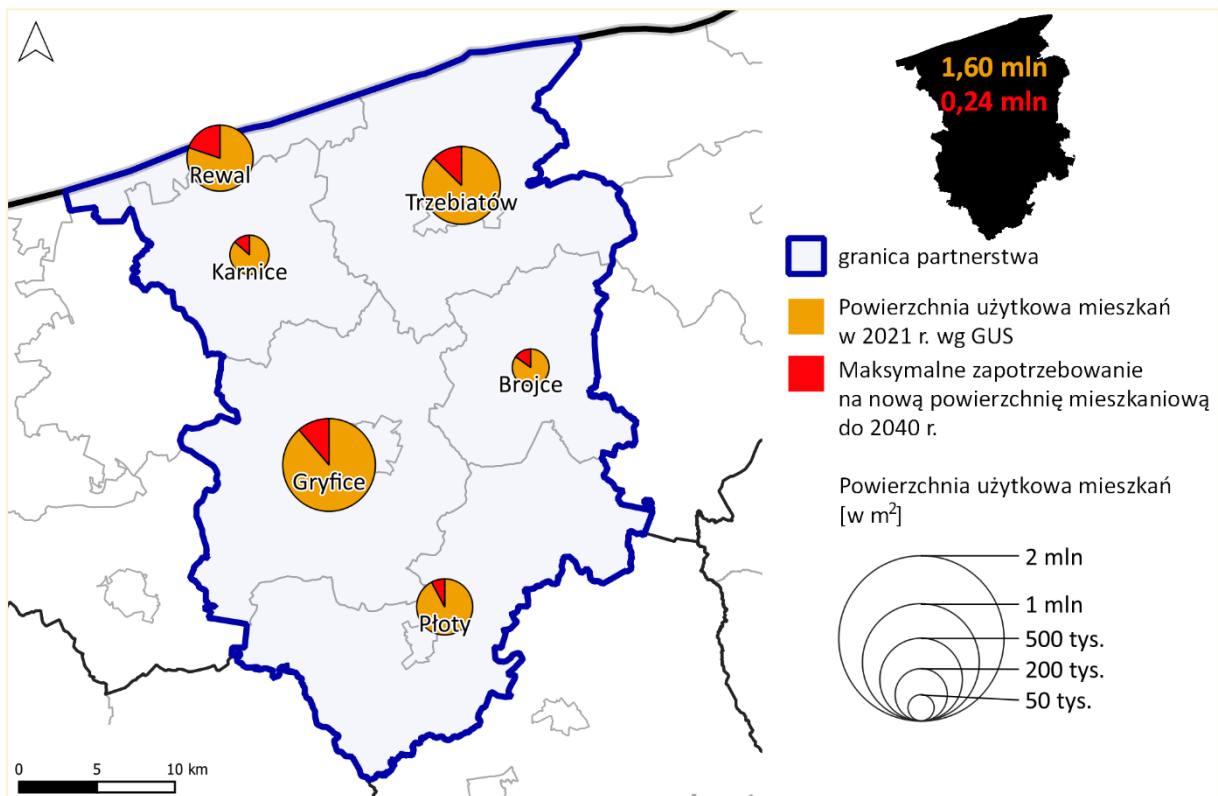 1,60 mln
0,24 mln
Rewal
Trzebiatów
Karnice
Brojce
Gryfice
Płoty
granica partnerstwa
Powierzchnia użytkowa mieszkań
w 2021 r. wg GUS
Maksymalne zapotrzebowanie
na nową powierzchnię mieszkaniową
do 2040 r.
Powierzchnia użytkowa mieszkań
[w m²]
2 mln
1 mln
500 tys.
200 tys.
50 tys.
0 5 10 km